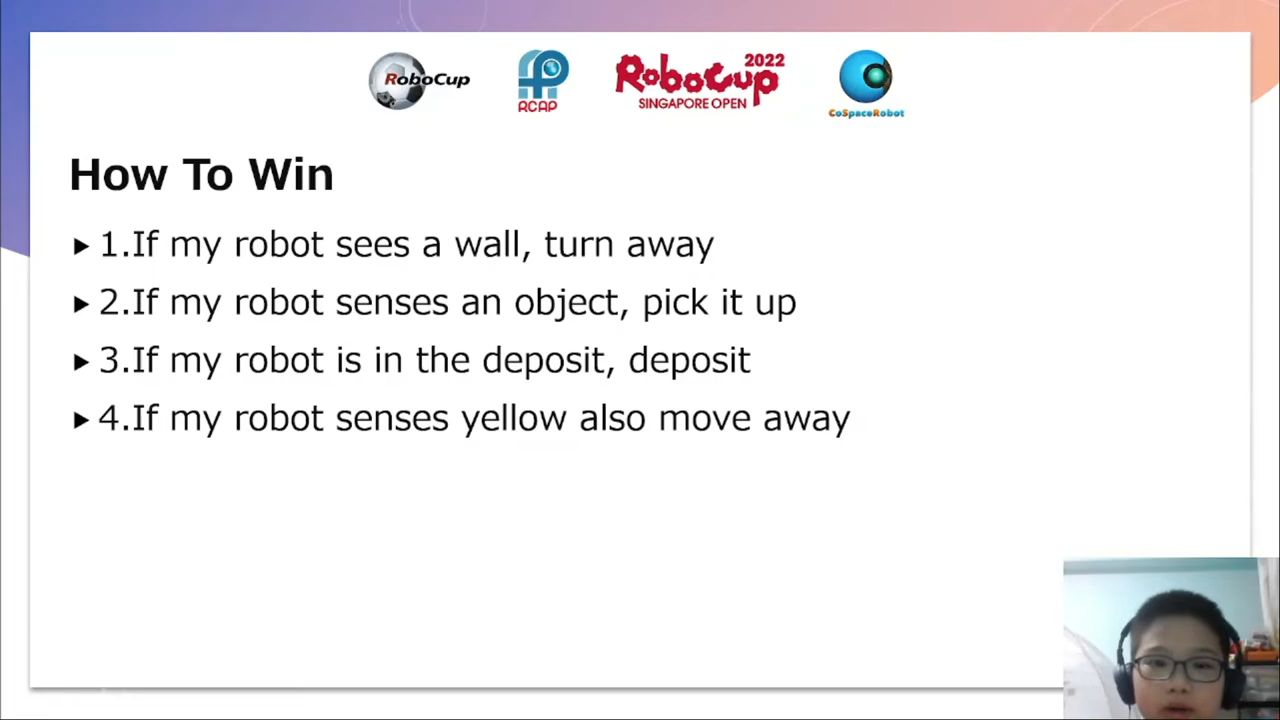 RoboCup
RCAP
RoboCup 2022
SINGAPORE OPEN
CoSpaceRobot
How To Win
1.If my robot sees a wall, turn away
2.If my robot senses an object, pick it up
3.If my robot is in the deposit, deposit
4.If my robot senses yellow also move away